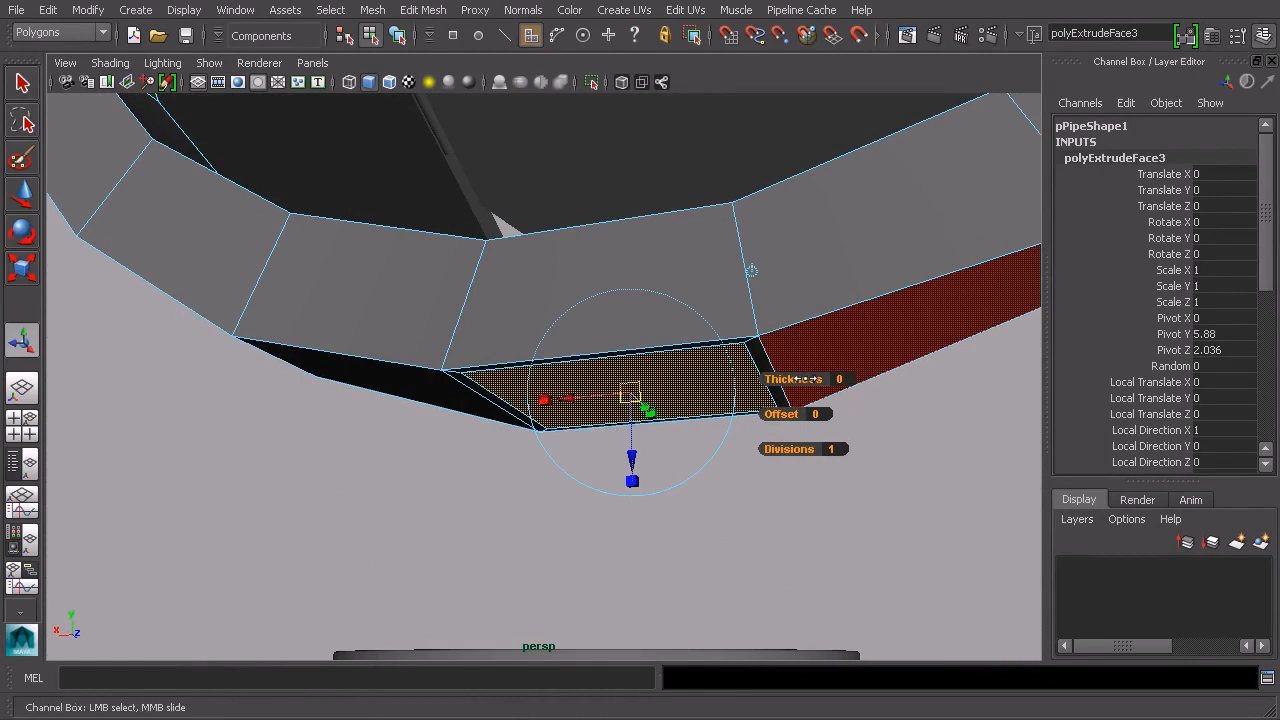 File Edit Modify Create Display Window Assets Select Mesh Edit Mesh Proxy Normals Color Create UVs Edit UVs Muscle Pipeline Cache Help
Polygons
Components
polyExtrudeFace3
View Shading Lighting Show Renderer Panels
Channel Box / Layer Editor
Channels Edit Object Show
pPipeShape1
INPUTS
polyExtrudeFace3
Translate X 0
Translate Y 0
Translate Z 0
Rotate X 0
Rotate Y 0
Rotate Z 0
Scale X 1
Scale Y 1
Scale Z 1
Pivot X 0
Pivot Y 5.88
Pivot Z 2.036
Random 0
Local Translate X 0
Local Translate Y 0
Local Translate Z 0
Local Direction X 1
Local Direction Y 0
Local Direction Z 0
Thickness 0
Offset 0
Divisions 1
Display Render Anim
Layers Options Help
y
x
z
persp
MEL
Channel Box: LMB select, MMB slide